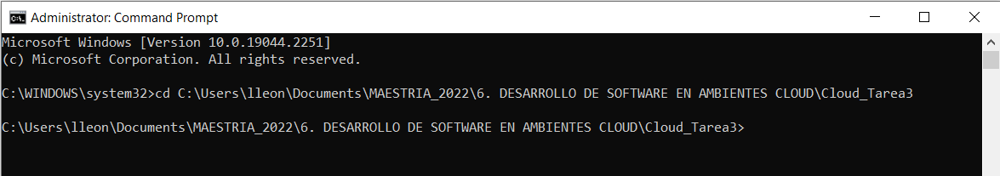 Administrator: Command Prompt
Microsoft Windows [Version 10.0.19044.2251]
(c) Microsoft Corporation. All rights reserved.
C:\WINDOWS\system32>cd C:\Users\lleon\Documents\MAESTRIA_2022\6. DESARROLLO DE SOFTWARE EN AMBIENTES CLOUD\Cloud_Tarea3
C:\Users\lleon\Documents\MAESTRIA_2022\6. DESARROLLO DE SOFTWARE EN AMBIENTES CLOUD\Cloud_Tarea3>